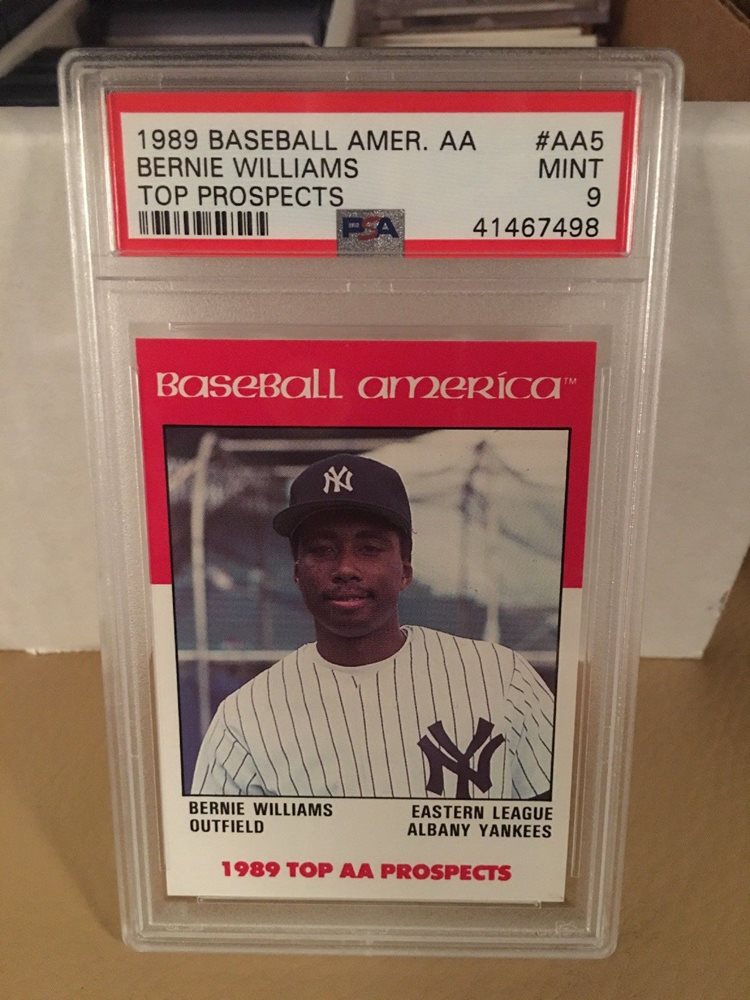 1989 BASEBALL AMER. AA #AA5
BERNIE WILLIAMS MINT
TOP PROSPECTS 9
PSA 41467498
Baseball america™
NY
NY
BERNIE WILLIAMS EASTERN LEAGUE
OUTFIELD ALBANY YANKEES
1989 TOP AA PROSPECTS